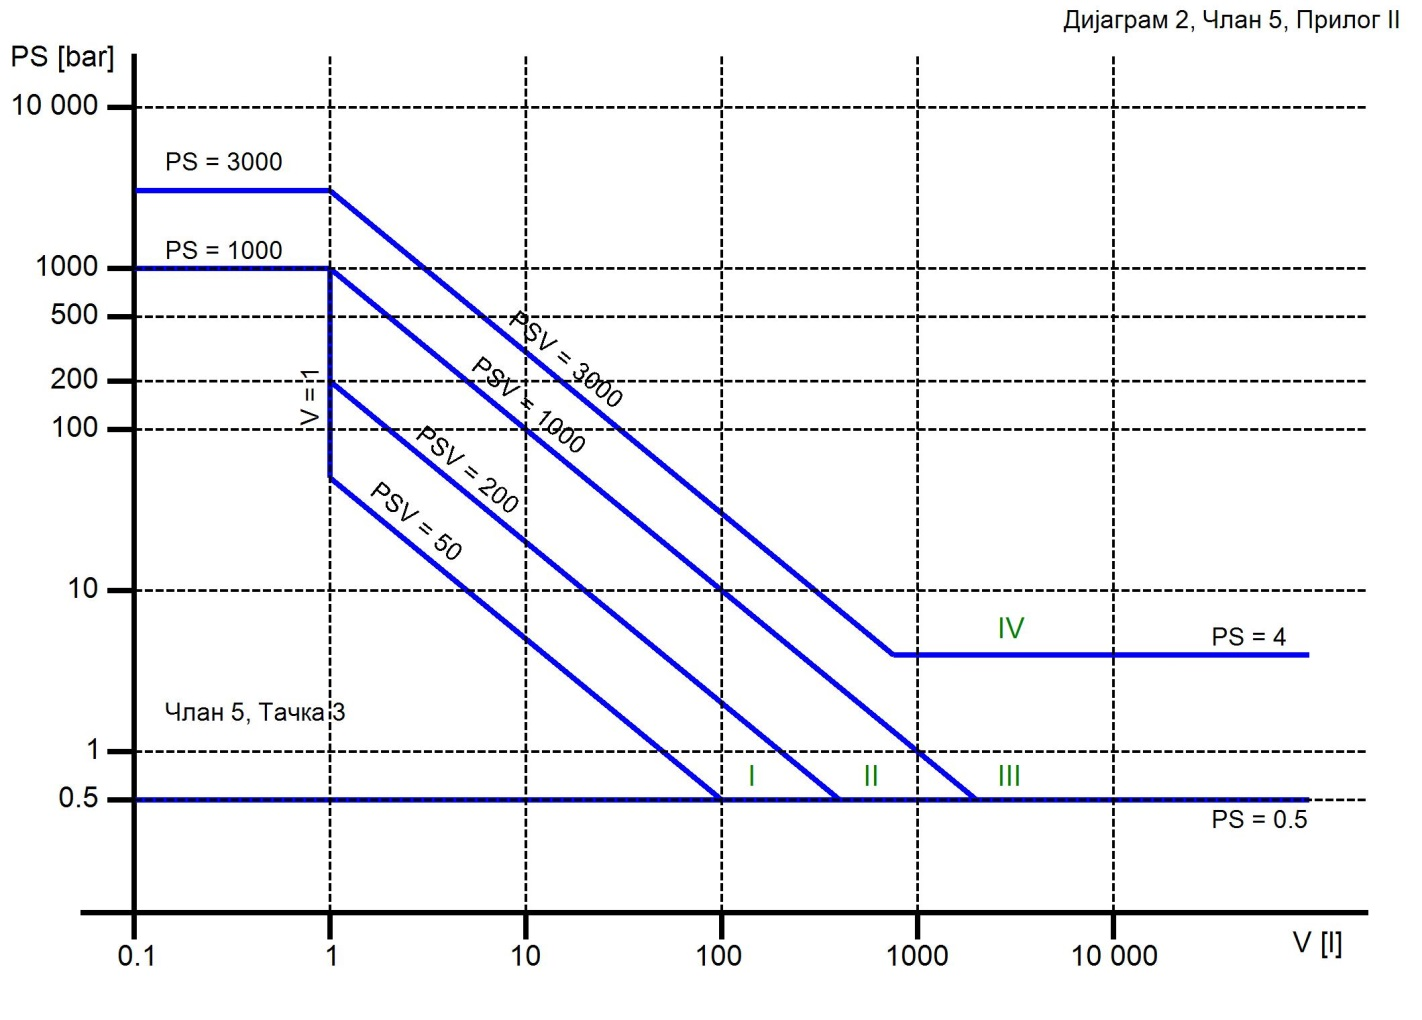 Дијаграм 2, Члан 5, Прилог II
PS [bar]
10 000
PS = 3000
PS = 1000
1000
500
200
100
V = 1
PSV = 3000
PSV = 1000
PSV = 200
PSV = 50
10
IV
PS = 4
Члан 5, Тачка 3
1
I
II
III
0.5
PS = 0.5
0.1
1
10
100
1000
10 000
V [l]